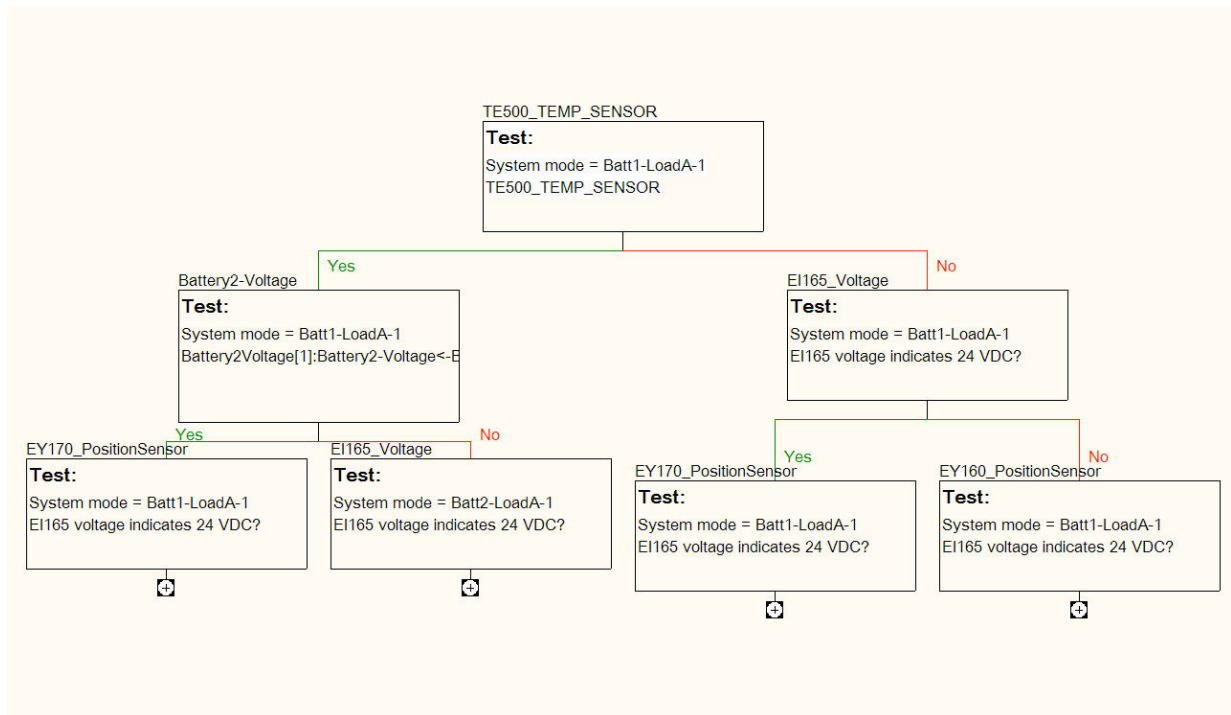 TE500_TEMP_SENSOR
Test:
System mode = Batt1-LoadA-1
TE500_TEMP_SENSOR
Yes
No
Battery2-Voltage
Test:
System mode = Batt1-LoadA-1
Battery2Voltage[1]:Battery2-Voltage<-E
EI165_Voltage
Test:
System mode = Batt1-LoadA-1
EI165 voltage indicates 24 VDC?
Yes
No
EY170_PositionSensor
Test:
System mode = Batt1-LoadA-1
EI165 voltage indicates 24 VDC?
EI165_Voltage
Test:
System mode = Batt2-LoadA-1
EI165 voltage indicates 24 VDC?
Yes
No
EY170_PositionSensor
Test:
System mode = Batt1-LoadA-1
EI165 voltage indicates 24 VDC?
EY160_PositionSensor
Test:
System mode = Batt1-LoadA-1
EI165 voltage indicates 24 VDC?